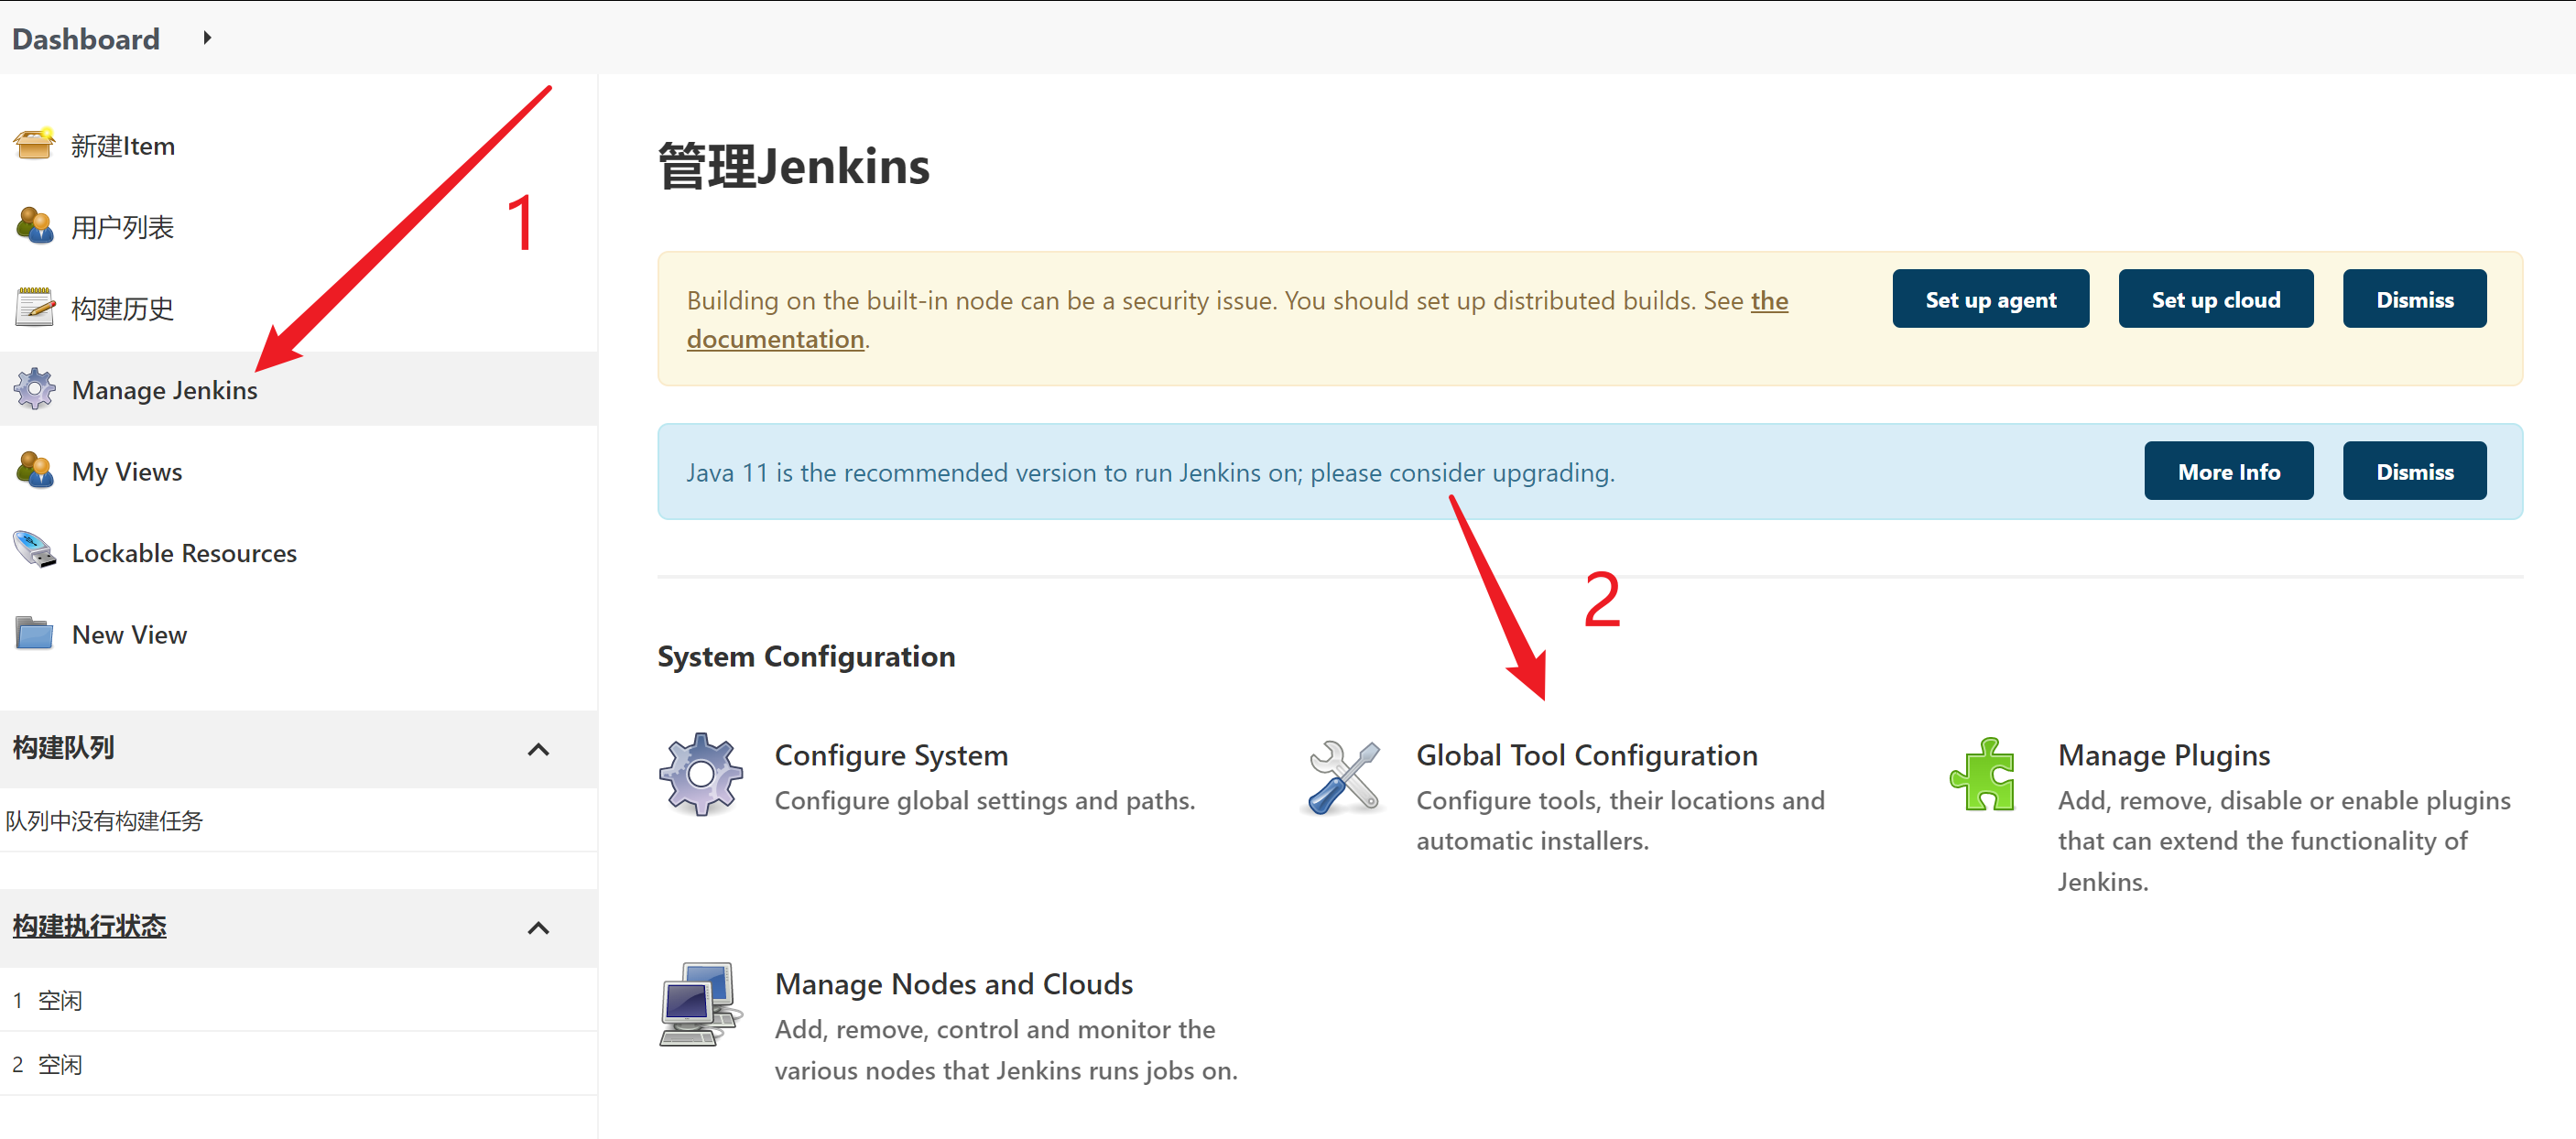 Dashboard
新建Item
用户列表
构建历史
Manage Jenkins
My Views
Lockable Resources
New View
构建队列
队列中没有构建任务
构建执行状态
1 空闲
2 空闲
1
管理Jenkins
Building on the built-in node can be a security issue. You should set up distributed builds. See the
documentation.
Set up agent
Set up cloud
Dismiss
Java 11 is the recommended version to run Jenkins on; please consider upgrading.
More Info
Dismiss
2
System Configuration
Configure System
Configure global settings and paths.
Global Tool Configuration
Configure tools, their locations and
automatic installers.
Manage Plugins
Add, remove, disable or enable plugins
that can extend the functionality of
Jenkins.
Manage Nodes and Clouds
Add, remove, control and monitor the
various nodes that Jenkins runs jobs on.